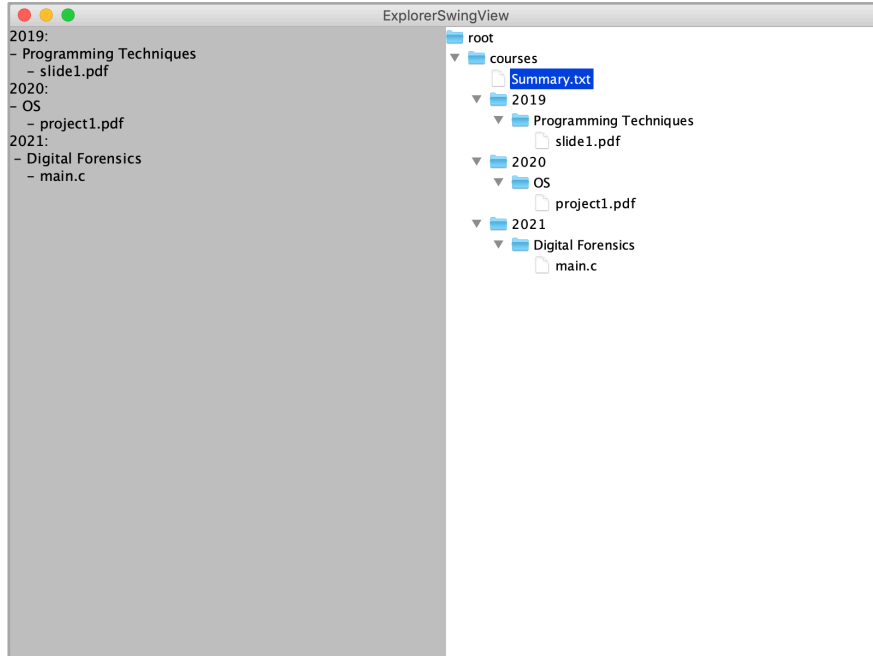 ExplorerSwingView
2019:
– Programming Techniques
– slide1.pdf
2020:
– OS
– project1.pdf
2021:
– Digital Forensics
– main.c
root
courses
Summary.txt
2019
Programming Techniques
slide1.pdf
2020
OS
project1.pdf
2021
Digital Forensics
main.c